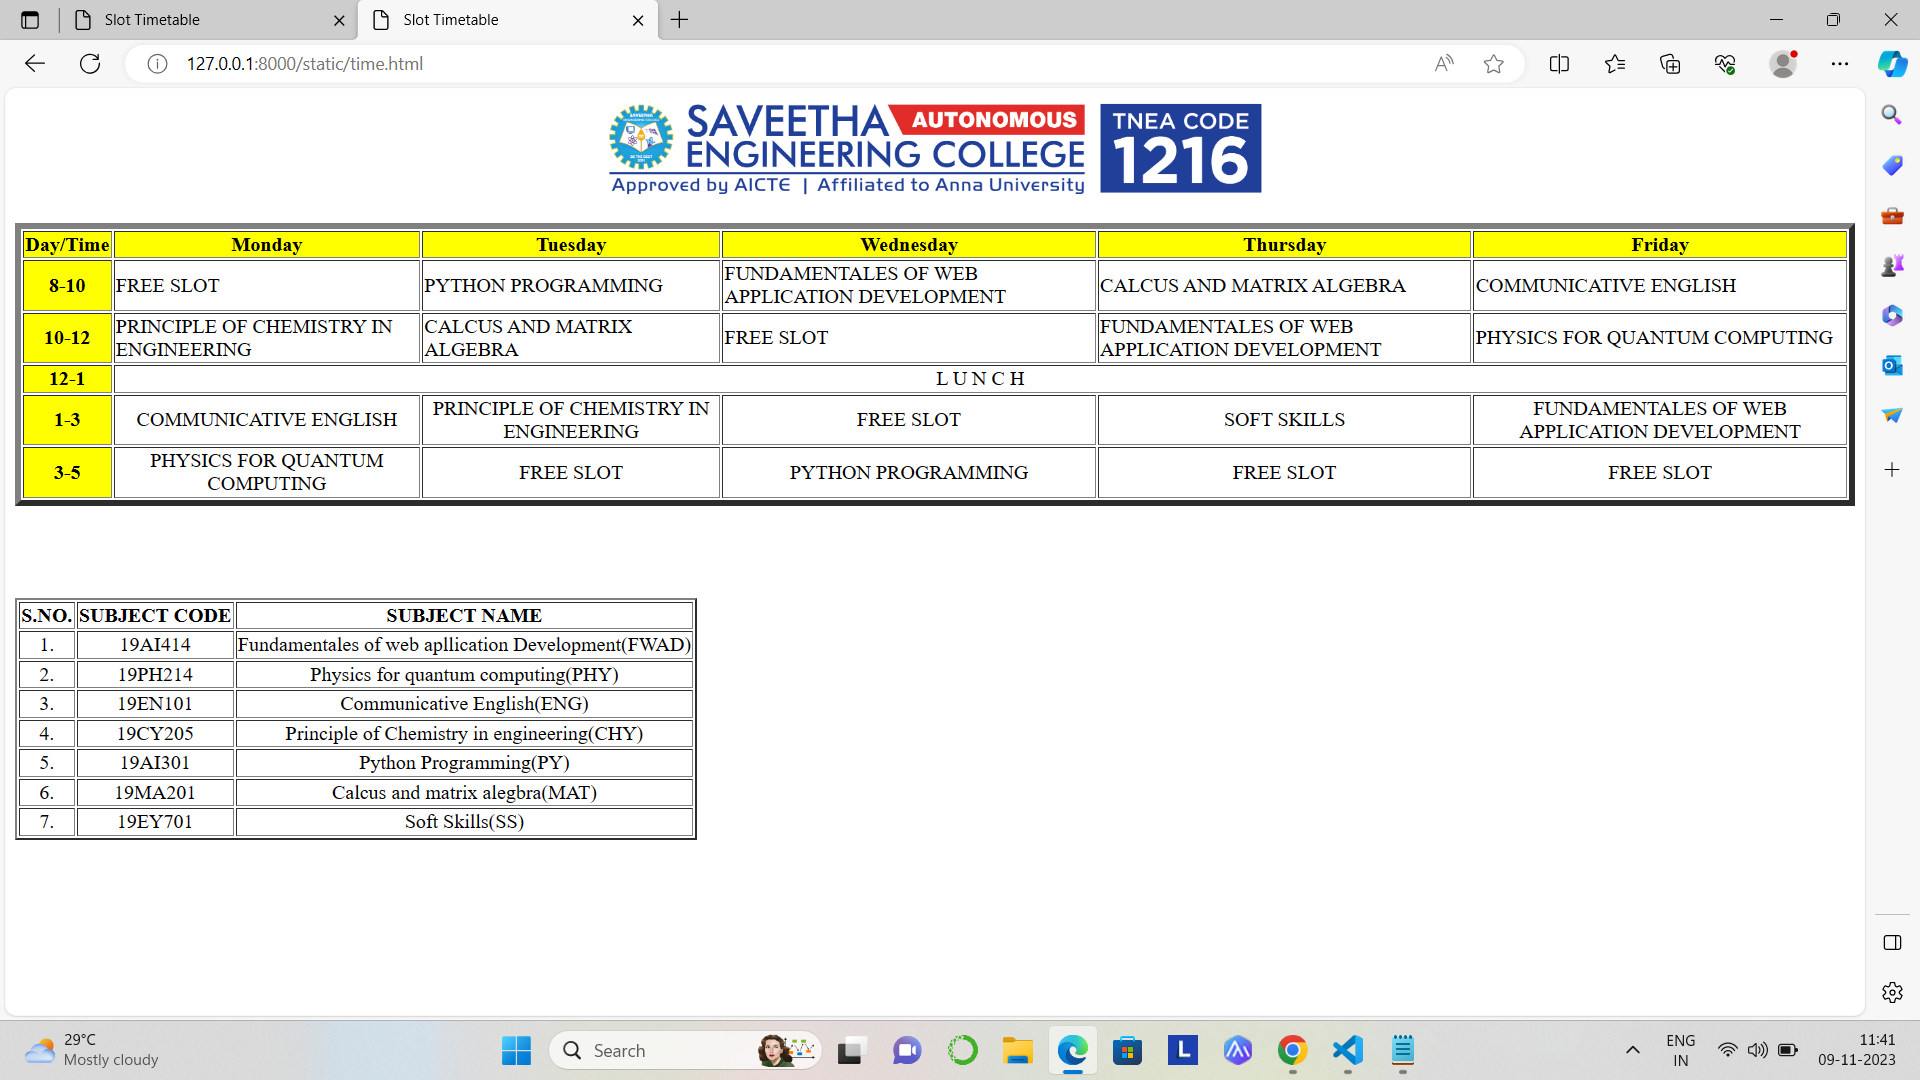 Slot Timetable
Slot Timetable
127.0.0.1:8000/static/time.html
SAVEETHA AUTONOMOUS
ENGINEERING COLLEGE
Approved by AICTE | Affiliated to Anna University
TNEA CODE
1216
Day/Time Monday Tuesday Wednesday Thursday Friday
8-10 FREE SLOT PYTHON PROGRAMMING FUNDAMENTALES OF WEB APPLICATION DEVELOPMENT CALCUS AND MATRIX ALGEBRA COMMUNICATIVE ENGLISH
10-12 PRINCIPLE OF CHEMISTRY IN ENGINEERING CALCUS AND MATRIX ALGEBRA FREE SLOT FUNDAMENTALES OF WEB APPLICATION DEVELOPMENT PHYSICS FOR QUANTUM COMPUTING
12-1 L U N C H
1-3 COMMUNICATIVE ENGLISH PRINCIPLE OF CHEMISTRY IN ENGINEERING FREE SLOT SOFT SKILLS FUNDAMENTALES OF WEB APPLICATION DEVELOPMENT
3-5 PHYSICS FOR QUANTUM COMPUTING FREE SLOT PYTHON PROGRAMMING FREE SLOT FREE SLOT
S.NO. SUBJECT CODE SUBJECT NAME
1. 19AI414 Fundamentales of web apllication Development(FWAD)
2. 19PH214 Physics for quantum computing(PHY)
3. 19EN101 Communicative English(ENG)
4. 19CY205 Principle of Chemistry in engineering(CHY)
5. 19AI301 Python Programming(PY)
6. 19MA201 Calcus and matrix alegbra(MAT)
7. 19EY701 Soft Skills(SS)
29°C
Mostly cloudy
Search
L
ENG
IN
11:41
09-11-2023